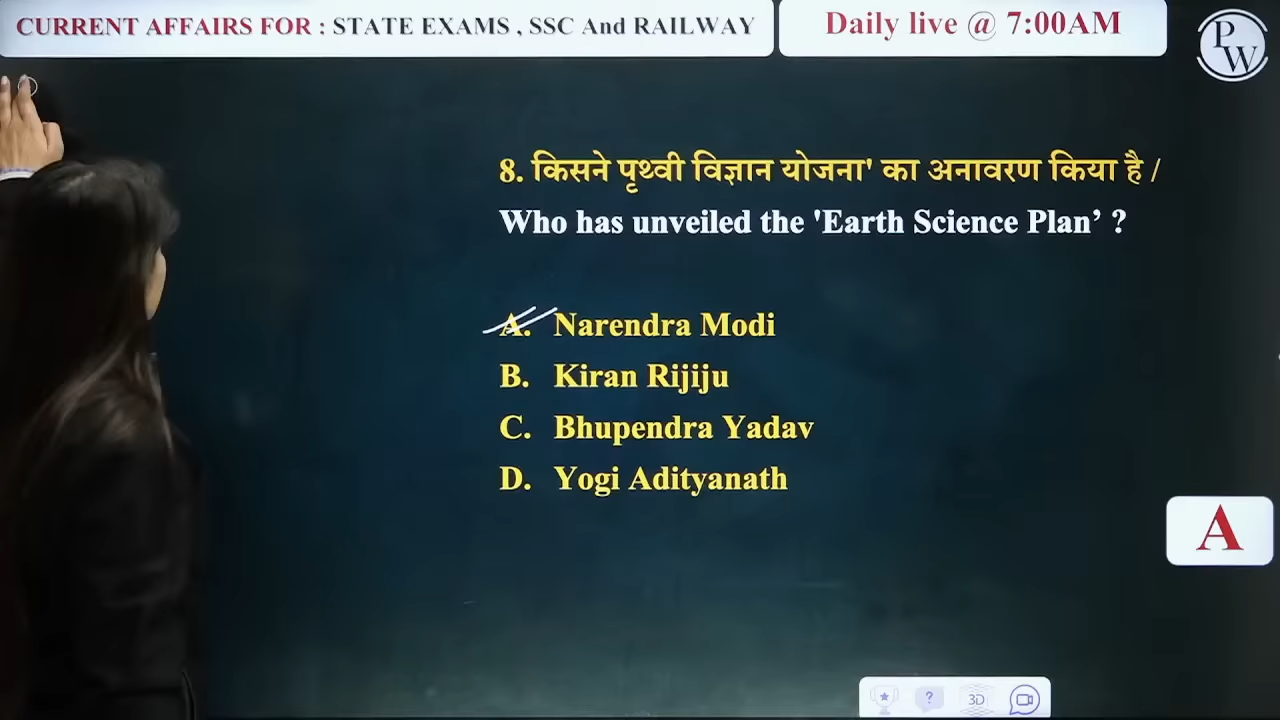 CURRENT AFFAIRS FOR : STATE EXAMS , SSC And RAILWAY
Daily live @ 7:00AM
PW
8. किसने पृथ्वी विज्ञान योजना' का अनावरण किया है /
Who has unveiled the 'Earth Science Plan’ ?
A. Narendra Modi
B. Kiran Rijiju
C. Bhupendra Yadav
D. Yogi Adityanath
A
?
3D